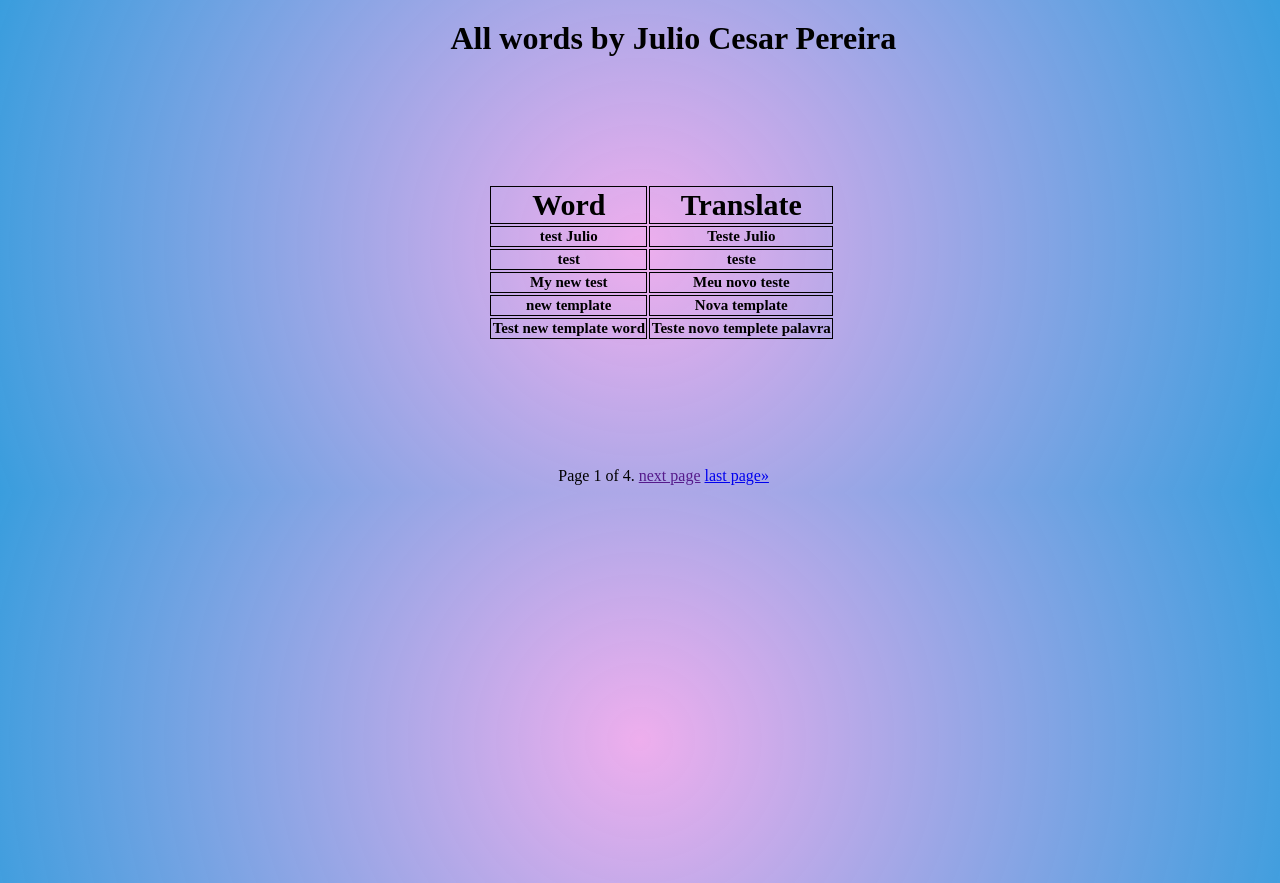 All words by Julio Cesar Pereira
Word Translate
test Julio Teste Julio
test teste
My new test Meu novo teste
new template Nova template
Test new template word Teste novo templete palavra
Page 1 of 4. next page last page»